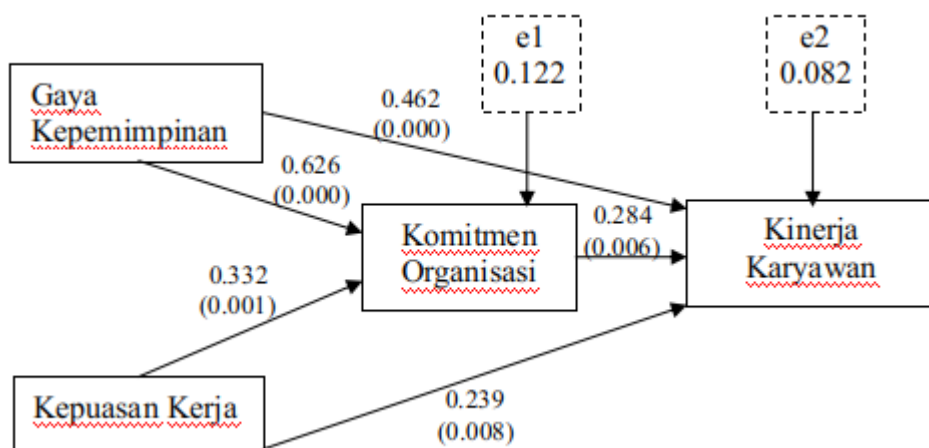 e1
0.122
e2
0.082
Gaya
Kepemimpinan
0.462
(0.000)
0.626
(0.000)
Komitmen
Organisasi
0.284
(0.006)
Kinerja
Karyawan
0.332
(0.001)
Kepuasan Kerja
0.239
(0.008)